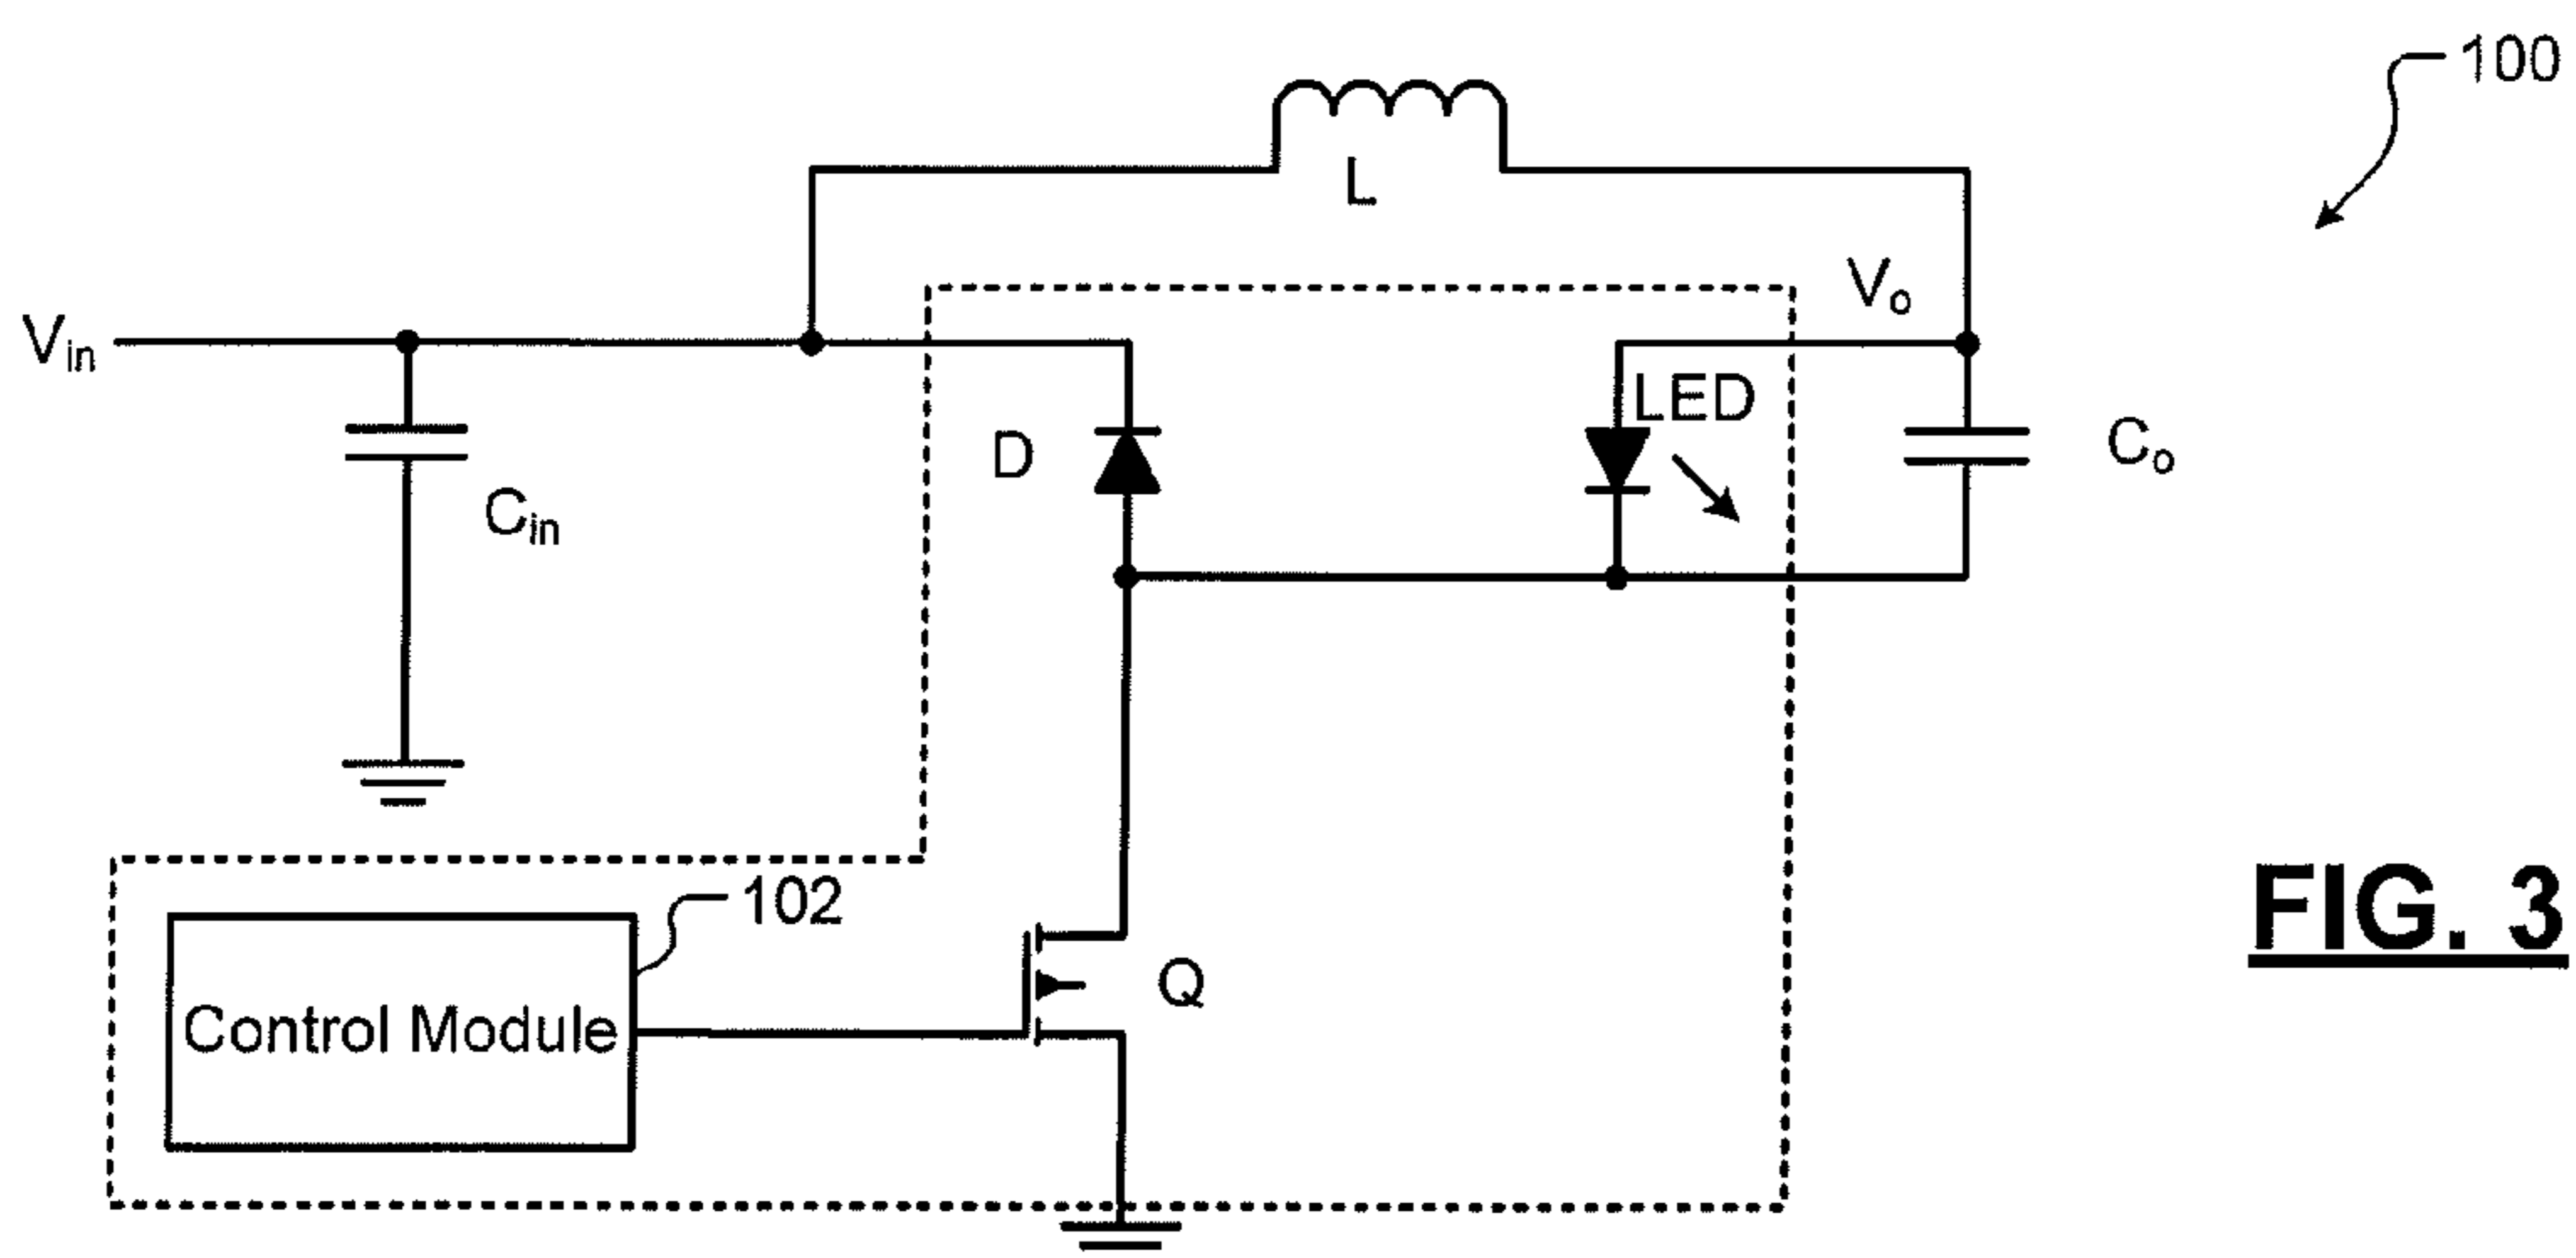 100
L
Vo
Vin
LED
D
Co
Cin
102
FIG. 3
Q
Control Module